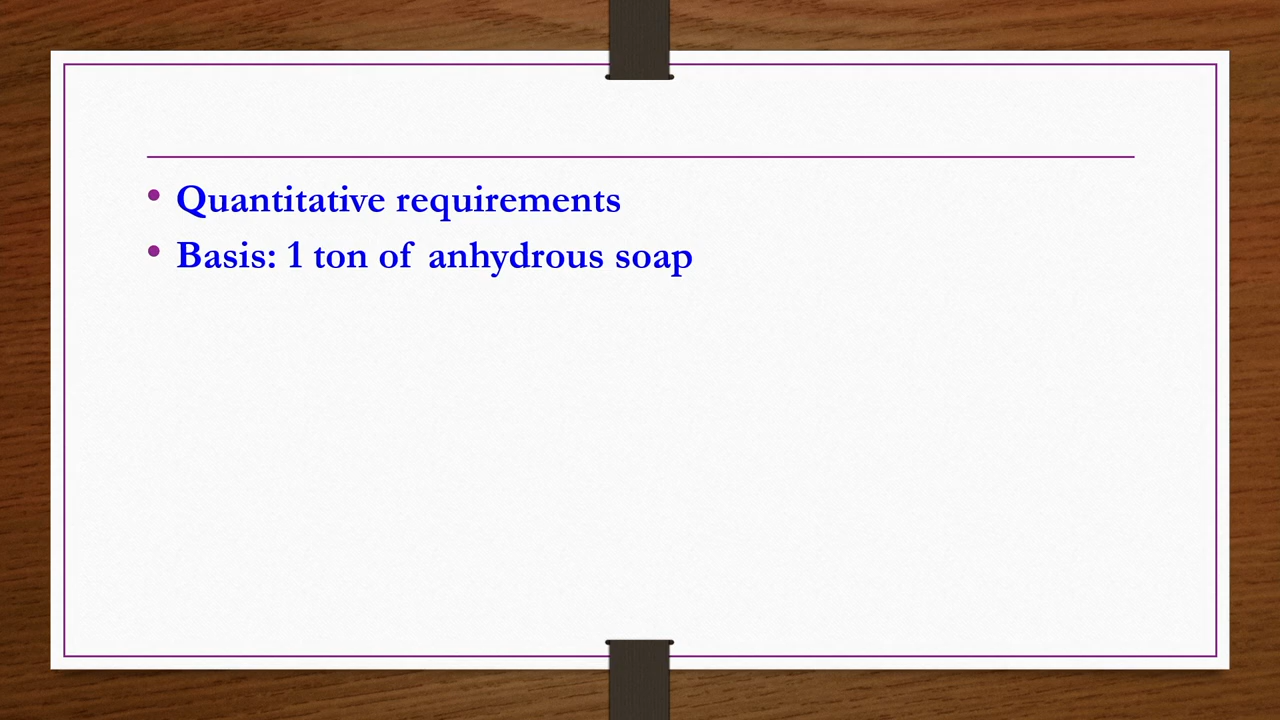 • Quantitative requirements
• Basis: 1 ton of anhydrous soap